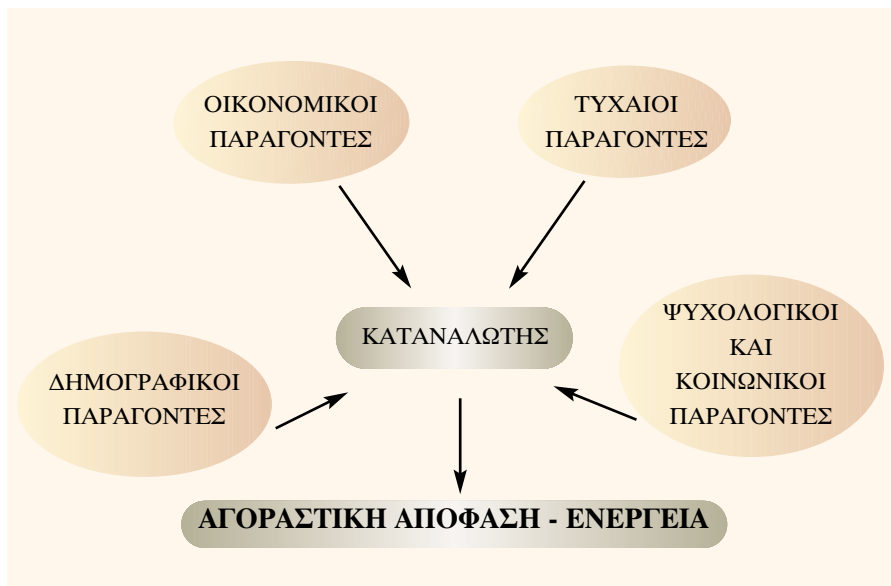 ΟΙΚΟΝΟΜΙΚΟΙ
ΠΑΡΑΓΟΝΤΕΣ
ΤΥΧΑΙΟΙ
ΠΑΡΑΓΟΝΤΕΣ
ΚΑΤΑΝΑΛΩΤΗΣ
ΨΥΧΟΛΟΓΙΚΟΙ
ΚΑΙ
ΚΟΙΝΩΝΙΚΟΙ
ΠΑΡΑΓΟΝΤΕΣ
ΔΗΜΟΓΡΑΦΙΚΟΙ
ΠΑΡΑΓΟΝΤΕΣ
ΑΓΟΡΑΣΤΙΚΗ ΑΠΟΦΑΣΗ - ΕΝΕΡΓΕΙΑ